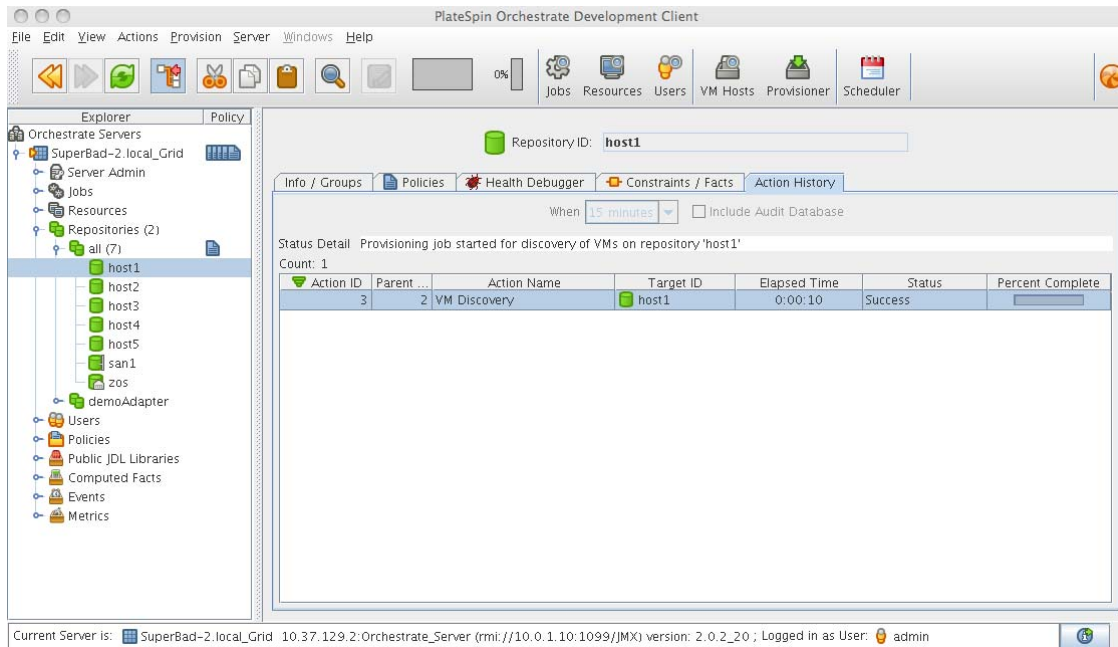 PlateSpin Orchestrate Development Client
File Edit View Actions Provision Server Windows Help
0%
Jobs Resources Users VM Hosts Provisioner Scheduler
Explorer Policy
Orchestrate Servers
SuperBad-2.local_Grid
Server Admin
Jobs
Resources
Repositories (2)
all (7)
host1
host2
host3
host4
host5
san1
zos
demoAdapter
Users
Policies
Public JDL Libraries
Computed Facts
Events
Metrics
Repository ID: host1
Info / Groups Policies Health Debugger Constraints / Facts Action History
When 15 minutes Include Audit Database
Status Detail Provisioning job started for discovery of VMs on repository 'host1'
Count: 1
Action ID Parent ... Action Name Target ID Elapsed Time Status Percent Complete
3 2 VM Discovery host1 0:00:10 Success
Current Server is: SuperBad-2.local_Grid 10.37.129.2:Orchestrate_Server (rmi://10.0.1.10:1099/JMX) version: 2.0.2_20 ; Logged in as User: admin